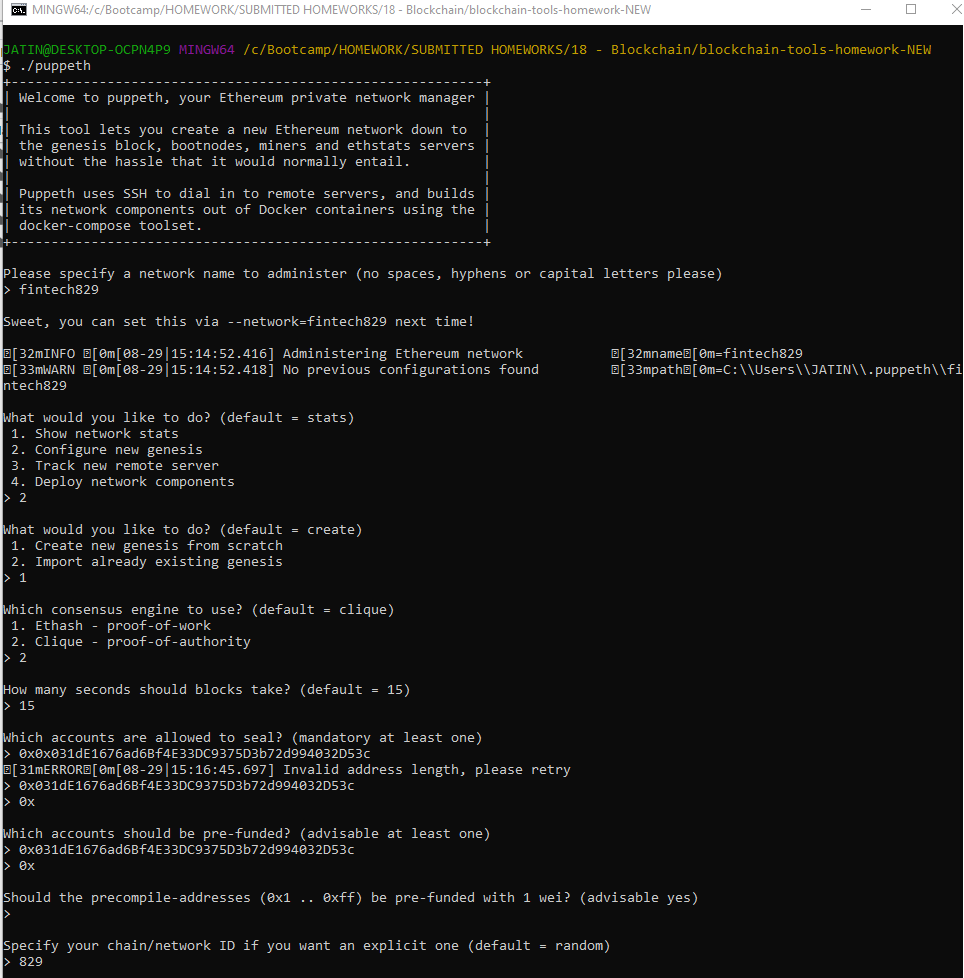 MINGW64:/c/Bootcamp/HOMEWORK/SUBMITTED HOMEWORKS/18 - Blockchain/blockchain-tools-homework-NEW
JATIN@DESKTOP-OCPN4P9 MINGW64 /c/Bootcamp/HOMEWORK/SUBMITTED HOMEWORKS/18 - Blockchain/blockchain-tools-homework-NEW
$ ./puppeth
+-----------------------------------------------------------+
| Welcome to puppeth, your Ethereum private network manager |
|                                                           |
| This tool lets you create a new Ethereum network down to  |
| the genesis block, bootnodes, miners and ethstats servers |
| without the hassle that it would normally entail.         |
|                                                           |
| Puppeth uses SSH to dial in to remote servers, and builds |
| its network components out of Docker containers using the |
| docker-compose toolset.                                   |
+-----------------------------------------------------------+
Please specify a network name to administer (no spaces, hyphens or capital letters please)
> fintech829
Sweet, you can set this via --network=fintech829 next time!
[32mINFO [0m[08-29|15:14:52.416] Administering Ethereum network           [32mname[0m=fintech829
[33mWARN [0m[08-29|15:14:52.418] No previous configurations found         [33mpath[0m=C:\\Users\\JATIN\\.puppeth\\fi
ntech829
What would you like to do? (default = stats)
1. Show network stats
2. Configure new genesis
3. Track new remote server
4. Deploy network components
> 2
What would you like to do? (default = create)
1. Create new genesis from scratch
2. Import already existing genesis
> 1
Which consensus engine to use? (default = clique)
1. Ethash - proof-of-work
2. Clique - proof-of-authority
> 2
How many seconds should blocks take? (default = 15)
> 15
Which accounts are allowed to seal? (mandatory at least one)
> 0x0x031dE1676ad6Bf4E33DC9375D3b72d994032D53c
[31mERROR[0m[08-29|15:16:45.697] Invalid address length, please retry
> 0x031dE1676ad6Bf4E33DC9375D3b72d994032D53c
> 0x
Which accounts should be pre-funded? (advisable at least one)
> 0x031dE1676ad6Bf4E33DC9375D3b72d994032D53c
> 0x
Should the precompile-addresses (0x1 .. 0xff) be pre-funded with 1 wei? (advisable yes)
>
Specify your chain/network ID if you want an explicit one (default = random)
> 829